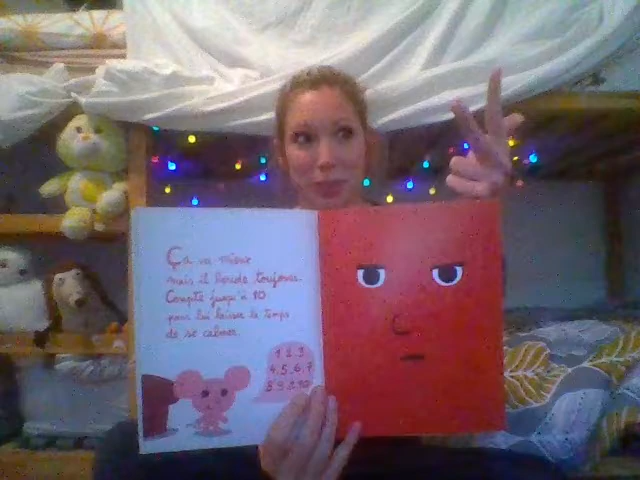 Ça va mieux
mais il boude toujours.
Compte jusqu'à 10
pour lui laisser le temps
de se calmer.
1 2 3
4.5.6.7
8.9.10